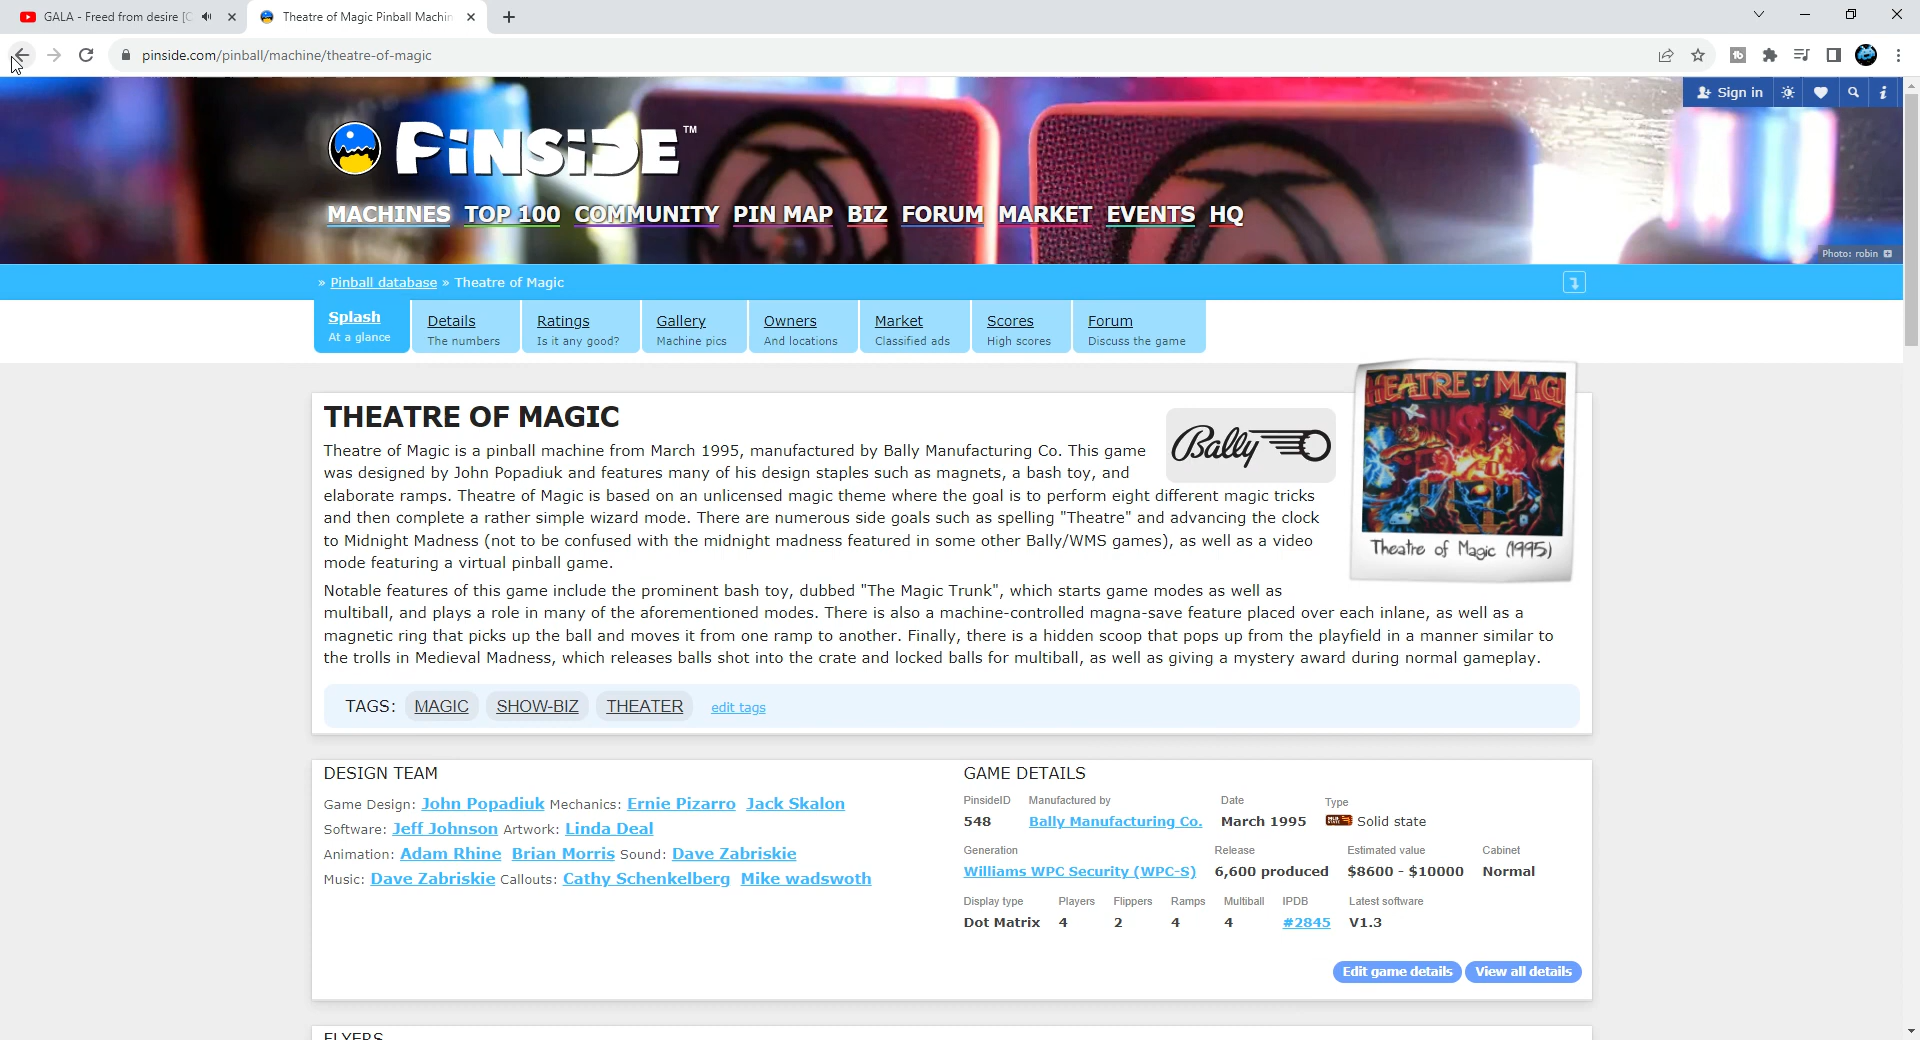 GALA - Freed from desire [C
Theatre of Magic Pinball Machin
pinside.com/pinball/machine/theatre-of-magic
Sign in
PINSIDE™
MACHINES TOP 100 COMMUNITY PIN MAP BIZ FORUM MARKET EVENTS HQ
Photo: robin
» Pinball database » Theatre of Magic
Splash Details Ratings Gallery Owners Market Scores Forum
At a glance The numbers Is it any good? Machine pics And locations Classified ads High scores Discuss the game
THEATRE OF MAGIC
Bally
THEATRE of MAGI
Theatre of Magic (1995)
Theatre of Magic is a pinball machine from March 1995, manufactured by Bally Manufacturing Co. This game
was designed by John Popadiuk and features many of his design staples such as magnets, a bash toy, and
elaborate ramps. Theatre of Magic is based on an unlicensed magic theme where the goal is to perform eight different magic tricks
and then complete a rather simple wizard mode. There are numerous side goals such as spelling "Theatre" and advancing the clock
to Midnight Madness (not to be confused with the midnight madness featured in some other Bally/WMS games), as well as a video
mode featuring a virtual pinball game.
Notable features of this game include the prominent bash toy, dubbed "The Magic Trunk", which starts game modes as well as
multiball, and plays a role in many of the aforementioned modes. There is also a machine-controlled magna-save feature placed over each inlane, as well as a
magnetic ring that picks up the ball and moves it from one ramp to another. Finally, there is a hidden scoop that pops up from the playfield in a manner similar to
the trolls in Medieval Madness, which releases balls shot into the crate and locked balls for multiball, as well as giving a mystery award during normal gameplay.
TAGS: MAGIC SHOW-BIZ THEATER edit tags
DESIGN TEAM
Game Design: John Popadiuk Mechanics: Ernie Pizarro Jack Skalon
Software: Jeff Johnson Artwork: Linda Deal
Animation: Adam Rhine Brian Morris Sound: Dave Zabriskie
Music: Dave Zabriskie Callouts: Cathy Schenkelberg Mike wadswoth
GAME DETAILS
PinsideID Manufactured by Date Type
548 Bally Manufacturing Co. March 1995 Solid state
Generation Release Estimated value Cabinet
Williams WPC Security (WPC-S) 6,600 produced $8600 - $10000 Normal
Display type Players Flippers Ramps Multiball IPDB Latest software
Dot Matrix 4 2 4 4 #2845 V1.3
Edit game details View all details
FLYERS